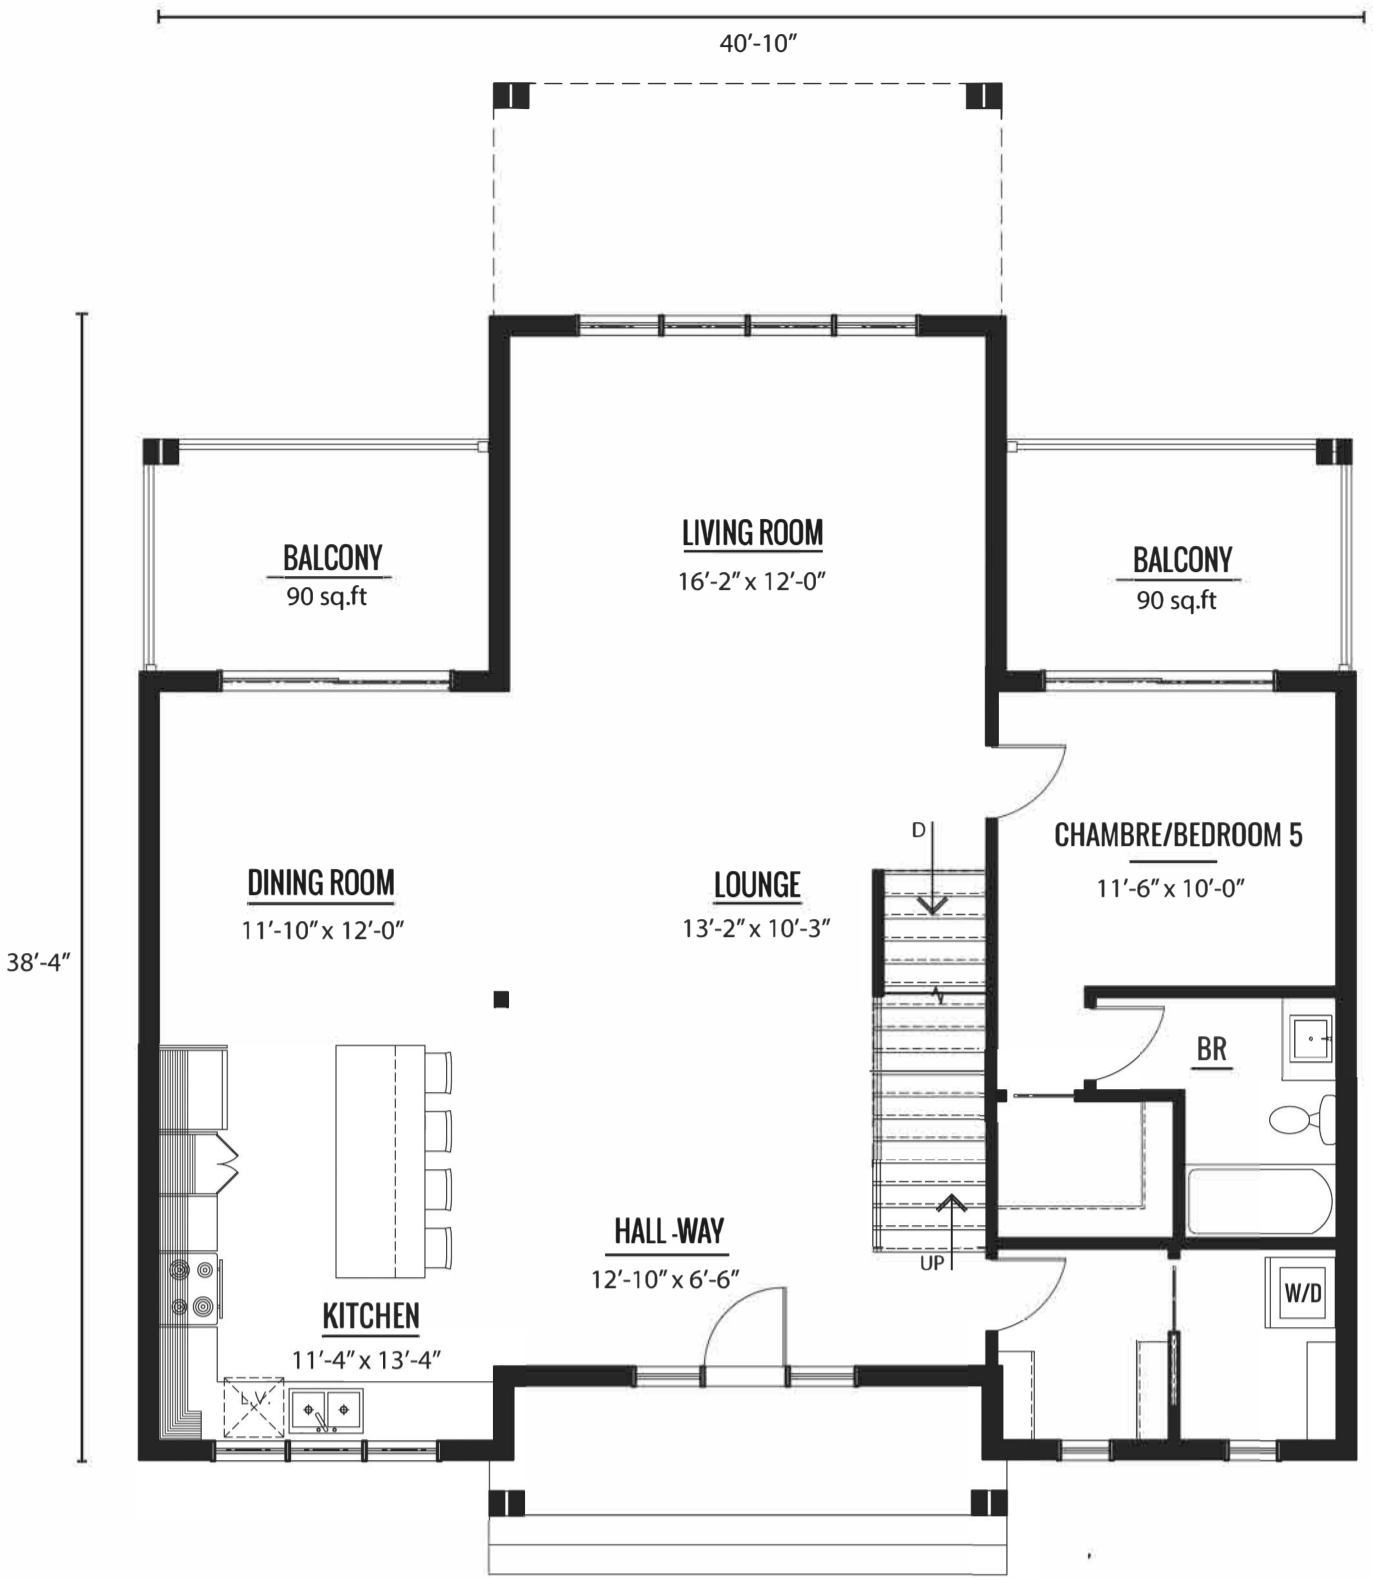 40'-10"
LIVING ROOM
16'-2" x 12'-0"
BALCONY
90 sq.ft
BALCONY
90 sq.ft
D
CHAMBRE/BEDROOM 5
11'-6" x 10'-0"
DINING ROOM
11'-10" x 12'-0"
LOUNGE
13'-2" x 10'-3"
38'-4"
BR
HALL -WAY
12'-10" x 6'-6"
UP
W/D
KITCHEN
11'-4" x 13'-4"